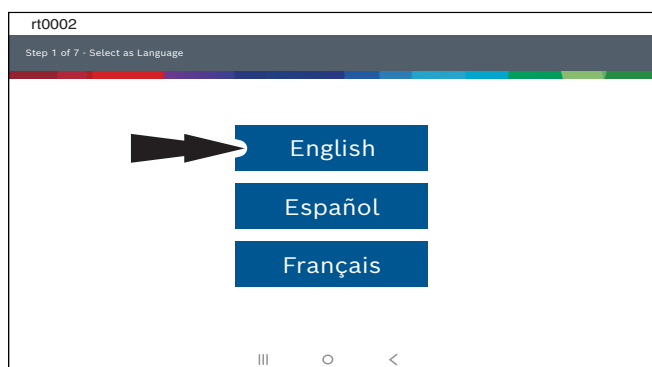 rt0002
Step 1 of 7 - Select as Language
English
Español
Français